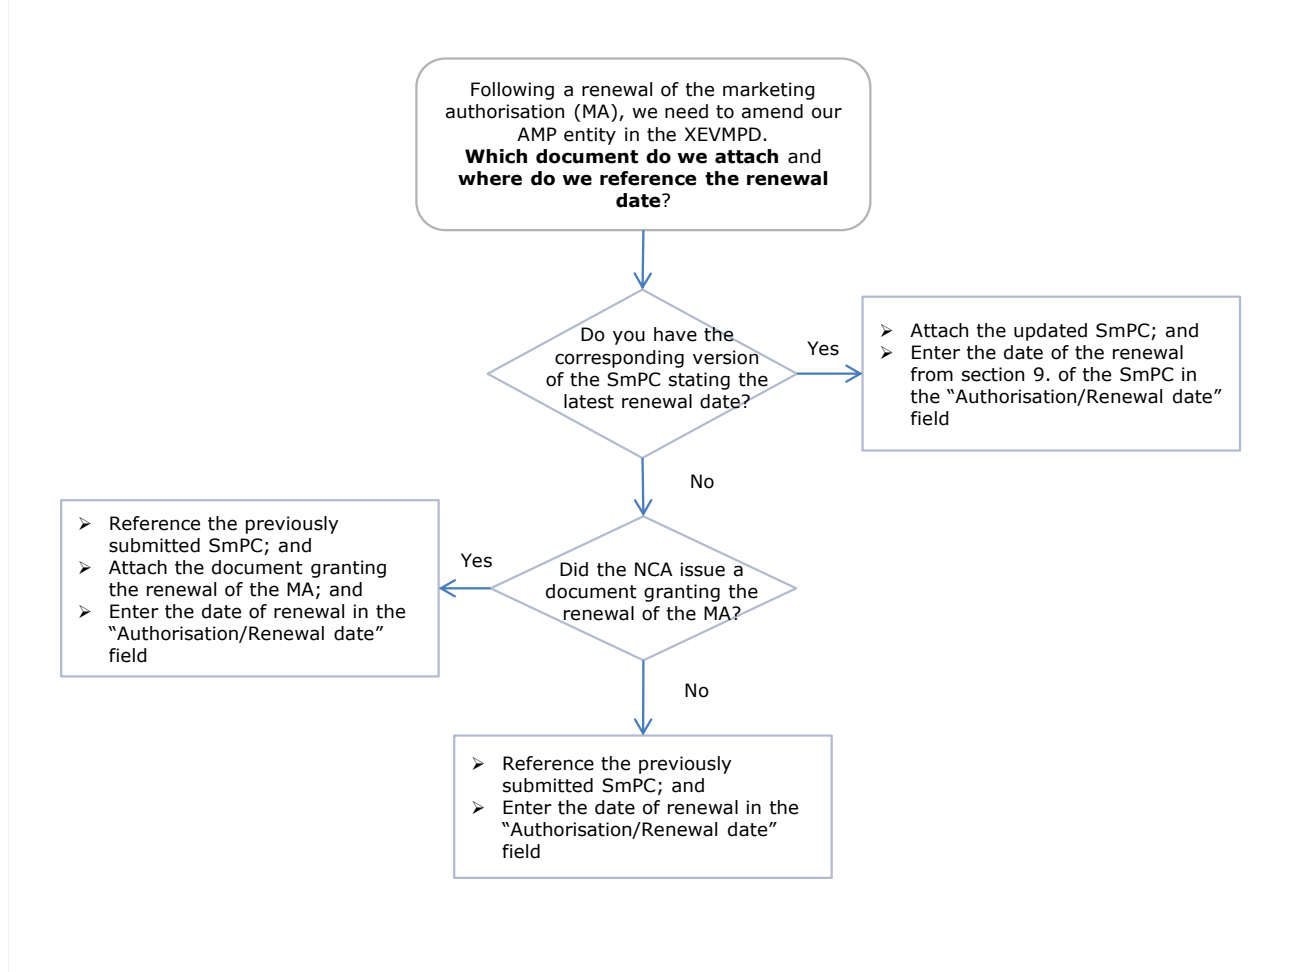 Following a renewal of the marketing
authorisation (MA), we need to amend our
AMP entity in the XEVMPD.
Which document do we attach and
where do we reference the renewal
date?
Do you have the
corresponding version
of the SmPC stating the
latest renewal date?
Yes
➢ Attach the updated SmPC; and
➢ Enter the date of the renewal
from section 9. of the SmPC in
the “Authorisation/Renewal date”
field
No
Did the NCA issue a
document granting the
renewal of the MA?
Yes
➢ Reference the previously
submitted SmPC; and
➢ Attach the document granting
the renewal of the MA; and
➢ Enter the date of renewal in the
“Authorisation/Renewal date”
field
No
➢ Reference the previously
submitted SmPC; and
➢ Enter the date of renewal in the
“Authorisation/Renewal date”
field